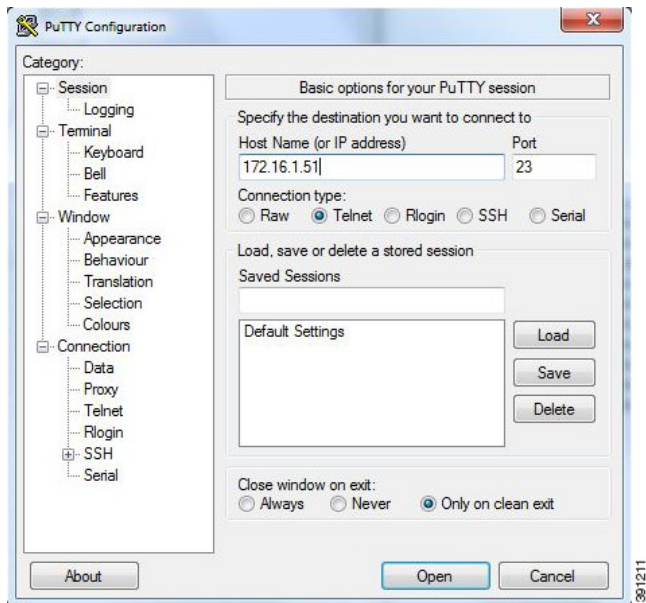 PuTTY Configuration
Category:
Session
Logging
Terminal
Keyboard
Bell
Features
Window
Appearance
Behaviour
Translation
Selection
Colours
Connection
Data
Proxy
Telnet
Rlogin
SSH
Serial
Basic options for your PuTTY session
Specify the destination you want to connect to
Host Name (or IP address) Port
172.16.1.51 23
Connection type:
Raw Telnet Rlogin SSH Serial
Load, save or delete a stored session
Saved Sessions
Default Settings
Load
Save
Delete
Close window on exit:
Always Never Only on clean exit
About Open Cancel
391211